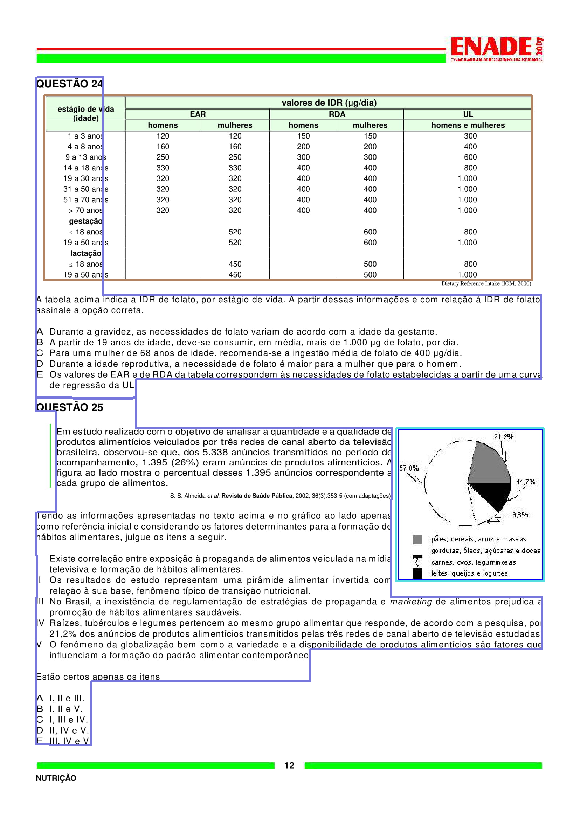 ENADE 2007
QUESTÃO 24
estágio de vida (idade) valores de IDR (µg/dia)
EAR RDA UL
homens mulheres homens mulheres homens e mulheres
1 a 3 anos 120 120 150 150 300
4 a 8 anos 160 160 200 200 400
9 a 13 anos 250 250 300 300 600
14 a 18 anos 330 330 400 400 800
19 a 30 anos 320 320 400 400 1.000
31 a 50 anos 320 320 400 400 1.000
51 a 70 anos 320 320 400 400 1.000
> 70 anos 320 320 400 400 1.000
gestação
≤ 18 anos 520 600 800
19 a 50 anos 520 600 1.000
lactação
≤ 18 anos 450 500 800
19 a 50 anos 450 500 1.000
Dietary Reference Intake (IOM, 2000)
A tabela acima indica a IDR de folato, por estágio de vida. A partir dessas informações e com relação à IDR de folato,
assinale a opção correta.
A Durante a gravidez, as necessidades de folato variam de acordo com a idade da gestante.
B A partir de 19 anos de idade, deve-se consumir, em média, mais de 1.000 µg de folato, por dia.
C Para uma mulher de 68 anos de idade, recomenda-se a ingestão média de folato de 400 µg/dia.
D Durante a idade reprodutiva, a necessidade de folato é maior para a mulher que para o homem.
E Os valores de EAR e de RDA da tabela correspondem às necessidades de folato estabelecidas a partir de uma curva
de regressão da UL.
QUESTÃO 25
Em estudo realizado com o objetivo de analisar a quantidade e a qualidade de
produtos alimentícios veiculados por três redes de canal aberto da televisão
brasileira, observou-se que, dos 5.338 anúncios transmitidos no período de
acompanhamento, 1.395 (26%) eram anúncios de produtos alimentícios. A
figura ao lado mostra o percentual desses 1.395 anúncios correspondente a
cada grupo de alimentos.
S. S. Almeida et al. Revista de Saúde Pública, 2002, 36(3):353-5 (com adaptações).
21,2%
57,8%
11,7%
9,3%
pães, cereais, arroz e massas
gorduras, óleos, açúcares e doces
carnes, ovos, leguminosas
leites, queijos e iogurtes
Tendo as informações apresentadas no texto acima e no gráfico ao lado apenas
como referência inicial e considerando os fatores determinantes para a formação de
hábitos alimentares, julgue os itens a seguir.
I Existe correlação entre exposição à propaganda de alimentos veiculada na mídia
televisiva e formação de hábitos alimentares.
II Os resultados do estudo representam uma pirâmide alimentar invertida com
relação à sua base, fenômeno típico de transição nutricional.
III No Brasil, a inexistência de regulamentação de estratégias de propaganda e marketing de alimentos prejudica a
promoção de hábitos alimentares saudáveis.
IV Raízes, tubérculos e legumes pertencem ao mesmo grupo alimentar que responde, de acordo com a pesquisa, por
21,2% dos anúncios de produtos alimentícios transmitidos pelas três redes de canal aberto de televisão estudadas.
V O fenômeno da globalização bem como a variedade e a disponibilidade de produtos alimentícios são fatores que
influenciam a formação do padrão alimentar contemporâneo.
Estão certos apenas os itens
A I, II e III.
B I, II e V.
C I, III e IV.
D II, IV e V.
E III, IV e V.
12
NUTRIÇÃO